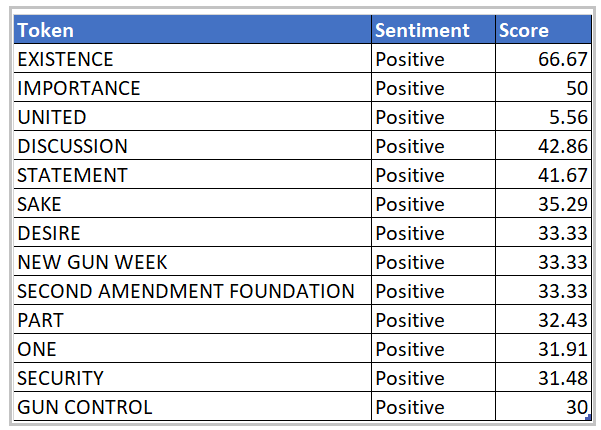 Token Sentiment Score
EXISTENCE Positive 66.67
IMPORTANCE Positive 50
UNITED Positive 5.56
DISCUSSION Positive 42.86
STATEMENT Positive 41.67
SAKE Positive 35.29
DESIRE Positive 33.33
NEW GUN WEEK Positive 33.33
SECOND AMENDMENT FOUNDATION Positive 33.33
PART Positive 32.43
ONE Positive 31.91
SECURITY Positive 31.48
GUN CONTROL Positive 30